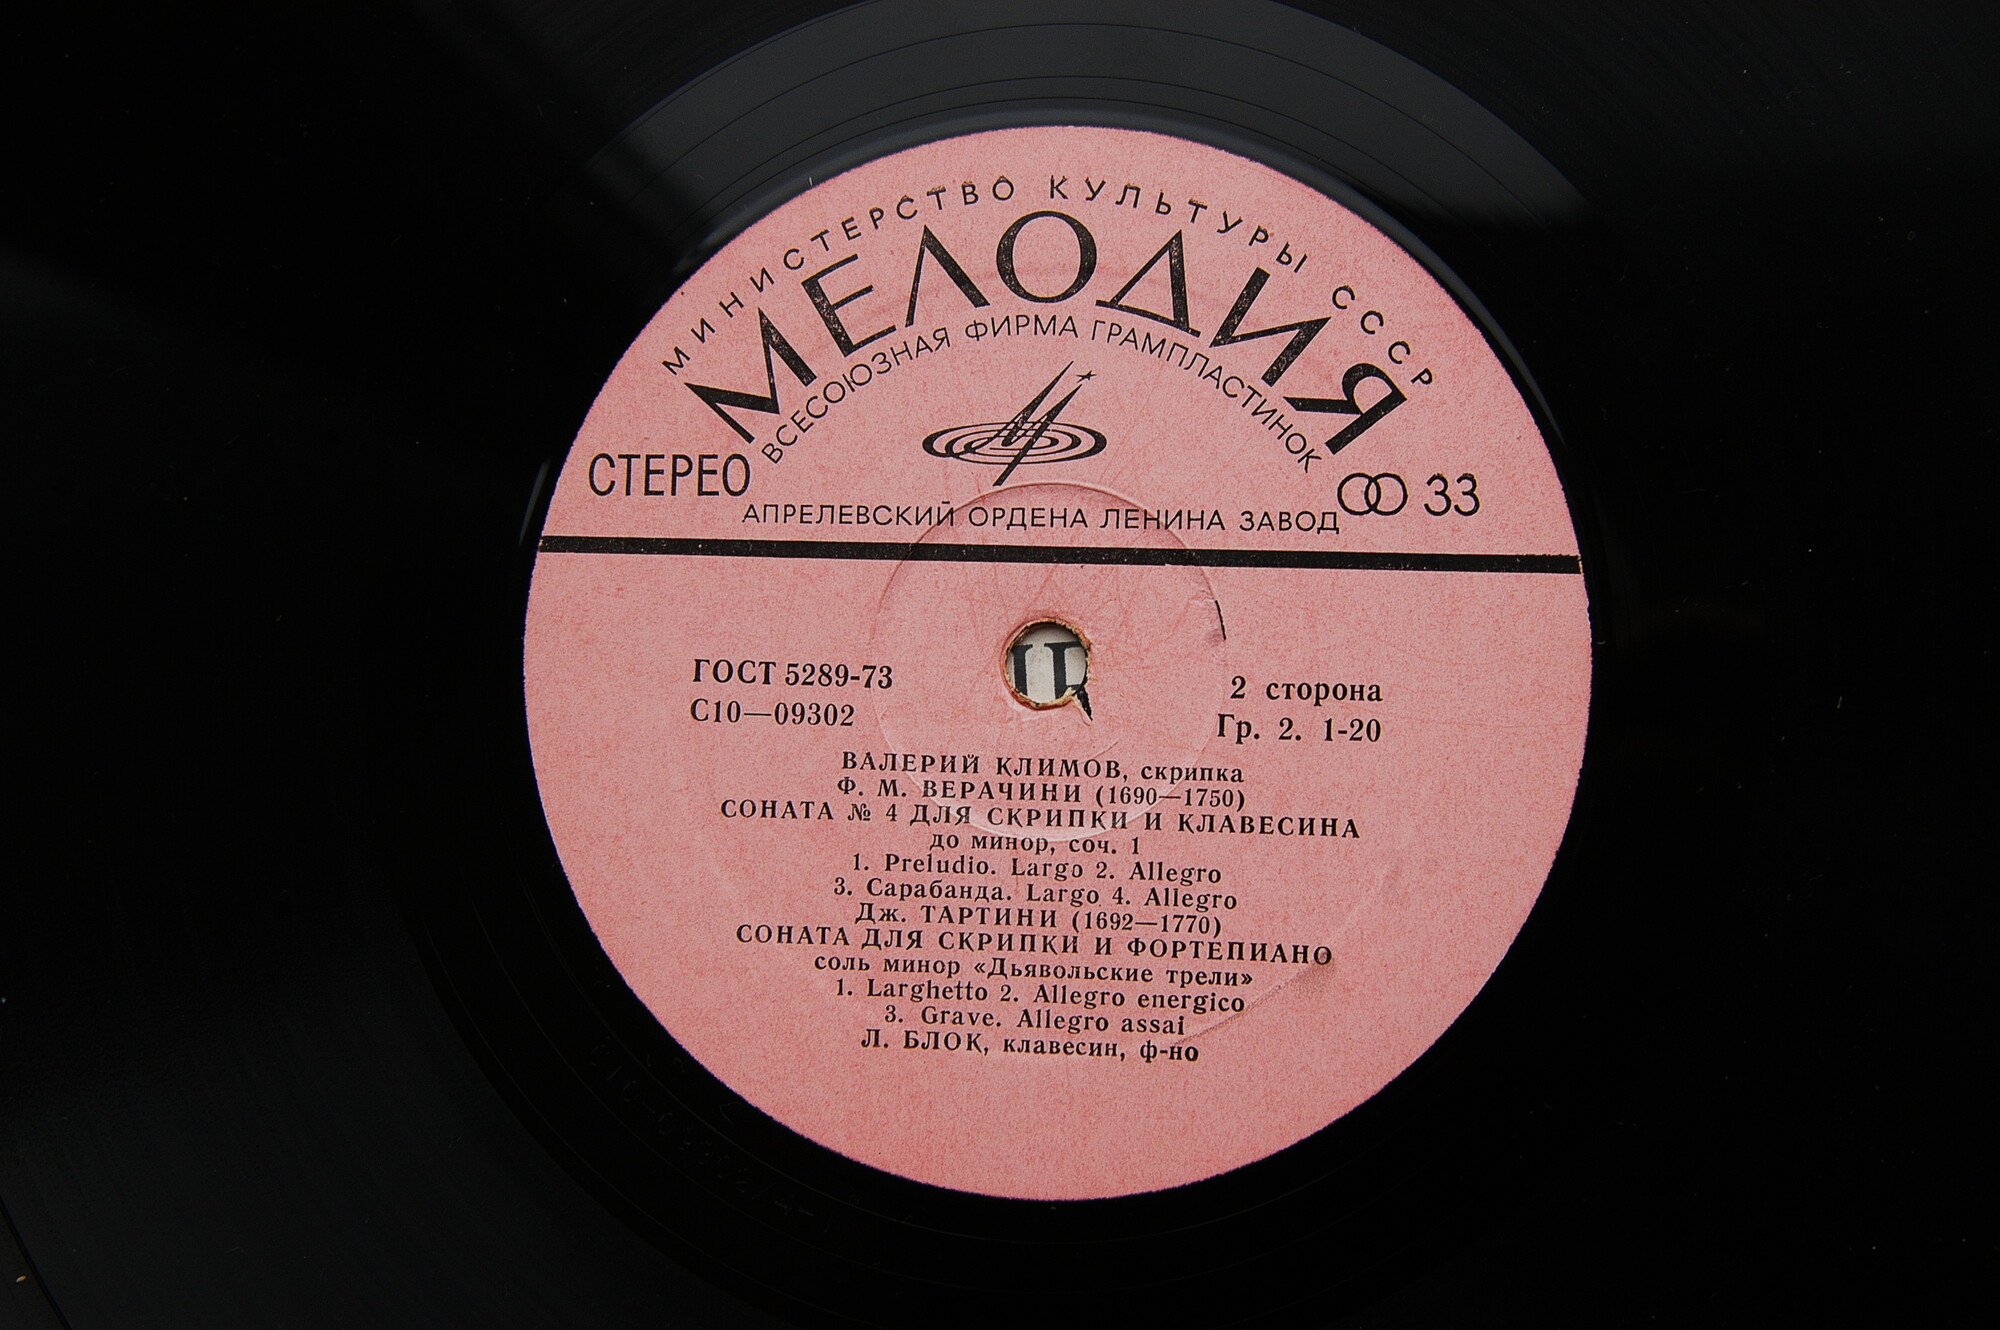 МИНИСТЕРСТВО КУЛЬТУРЫ СССР
МЕЛОДИЯ
ВСЕСОЮЗНАЯ ФИРМА ГРАМПЛАСТИНОК
СТЕРЕО
33
АПРЕЛЕВСКИЙ ОРДЕНА ЛЕНИНА ЗАВОД
ГОСТ 5289-73
С10—09302
2 сторона
Гр. 2. 1-20
ВАЛЕРИЙ КЛИМОВ, скрипка
Ф. М. ВЕРАЧИНИ (1690—1750)
СОНАТА № 4 ДЛЯ СКРИПКИ И КЛАВЕСИНА
до минор, соч. 1
1. Preludio. Largo 2. Allegro
3. Сарабанда. Largo 4. Allegro
Дж. ТАРТИНИ (1692—1770)
СОНАТА ДЛЯ СКРИПКИ И ФОРТЕПИАНО
соль минор «Дьявольские трели»
1. Larghetto 2. Allegro energico
3. Grave. Allegro assai
Л. БЛОК, клавесин, ф-но